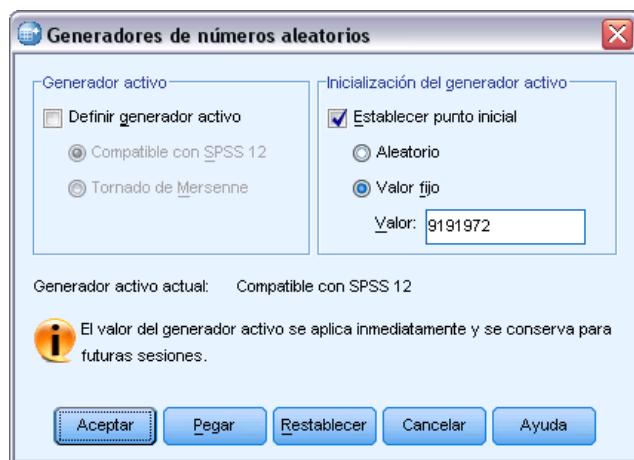 Generadores de números aleatorios
Generador activo
Definir generador activo
Compatible con SPSS 12
Tornado de Mersenne
Inicialización del generador activo
Establecer punto inicial
Aleatorio
Valor fijo
Valor: 9191972
Generador activo actual: Compatible con SPSS 12
El valor del generador activo se aplica inmediatamente y se conserva para
futuras sesiones.
Aceptar Pegar Restablecer Cancelar Ayuda